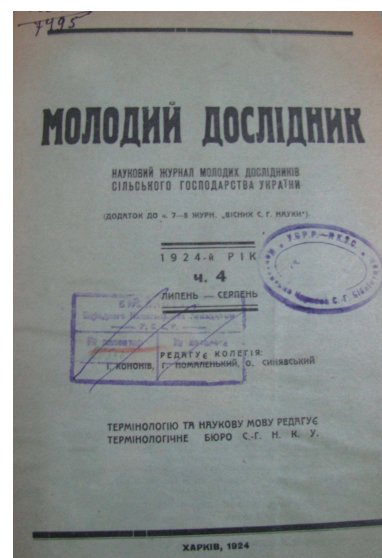 7495
МОЛОДИЙ ДОСЛІДНИК
НАУКОВИЙ ЖУРНАЛ МОЛОДИХ ДОСЛІДНИКІВ
СІЛЬСЬКОГО ГОСПОДАРСТВА УКРАЇНИ
(ДОДАТОК ДО ч. 7—8 ЖУРН. „ВІСНИК С. Г. НАУКИ“).
1924-й РІК
ч. 4
ЛИПЕНЬ — СЕРПЕНЬ
У.С.Р.Р.—Н.К.З.С.
РЕДАГУЄ КОЛЕГІЯ:
І. КОНОНІВ, Г. ПОМАЛЕНЬКИЙ, О. СИНЯВСЬКИЙ
ТЕРМІНОЛОГІЮ ТА НАУКОВУ МОВУ РЕДАГУЄ
ТЕРМІНОЛОГІЧНЕ БЮРО С.-Г. Н. К. У.
ХАРКІВ, 1924